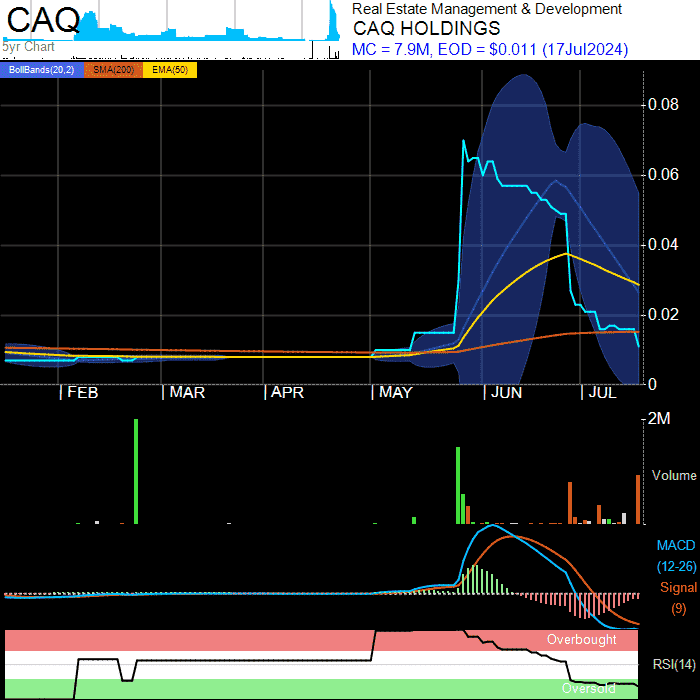 CAQ
5yr Chart
Real Estate Management & Development
CAQ HOLDINGS
MC = 7.9M, EOD = $0.011 (17Jul2024)
BollBands(20,2) SMA(200) EMA(50)
0.08
0.06
0.04
0.02
0
FEB MAR APR MAY JUN JUL
2M
Volume
MACD
(12-26)
Signal
(9)
Overbought
RSI(14)
Oversold